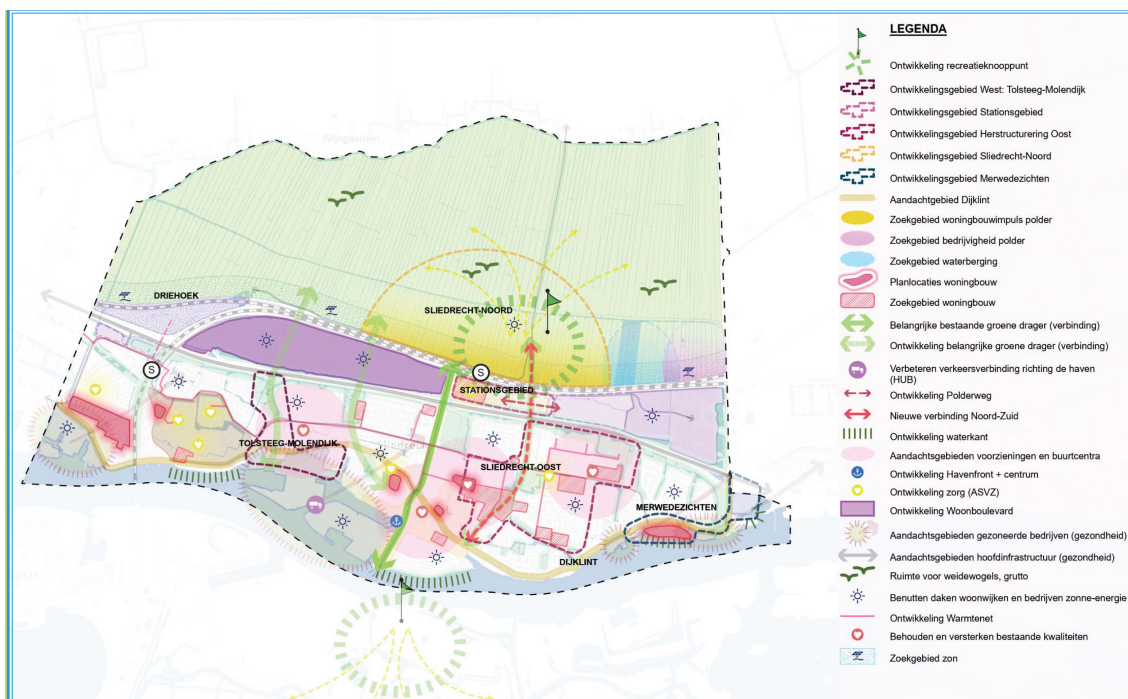 Wijngaarden
DRIEHOEK
SLIEDRECHT-NOORD
S
S
STATIONSGEBIED
TOLSTEEG-MOLENDIJK
Sliedrecht
SLIEDRECHT-OOST
MERWEDEZICHTEN
DIJKLINT
LEGENDA
Ontwikkeling recreatieknooppunt
Ontwikkelingsgebied West: Tolsteeg-Molendijk
Ontwikkelingsgebied Stationsgebied
Ontwikkelingsgebied Herstructurering Oost
Ontwikkelingsgebied Sliedrecht-Noord
Ontwikkelingsgebied Merwedezichten
Aandachtgebied Dijklint
Zoekgebied woningbouwimpuls polder
Zoekgebied bedrijvigheid polder
Zoekgebied waterberging
Planlocaties woningbouw
Zoekgebied woningbouw
Belangrijke bestaande groene drager (verbinding)
Ontwikkeling belangrijke groene drager (verbinding)
Verbeteren verkeersverbinding richting de haven
(HUB)
Ontwikkeling Polderweg
Nieuwe verbinding Noord-Zuid
Ontwikkeling waterkant
Aandachtsgebieden voorzieningen en buurtcentra
Ontwikkeling Havenfront + centrum
Ontwikkeling zorg (ASVZ)
Ontwikkeling Woonboulevard
Aandachtsgebieden gezoneerde bedrijven (gezondheid)
Aandachtsgebieden hoofdinfrastructuur (gezondheid)
Ruimte voor weidewogels, grutto
Benutten daken woonwijken en bedrijven zonne-energie
Ontwikkeling Warmtenet
Behouden en versterken bestaande kwaliteiten
Zoekgebied zon